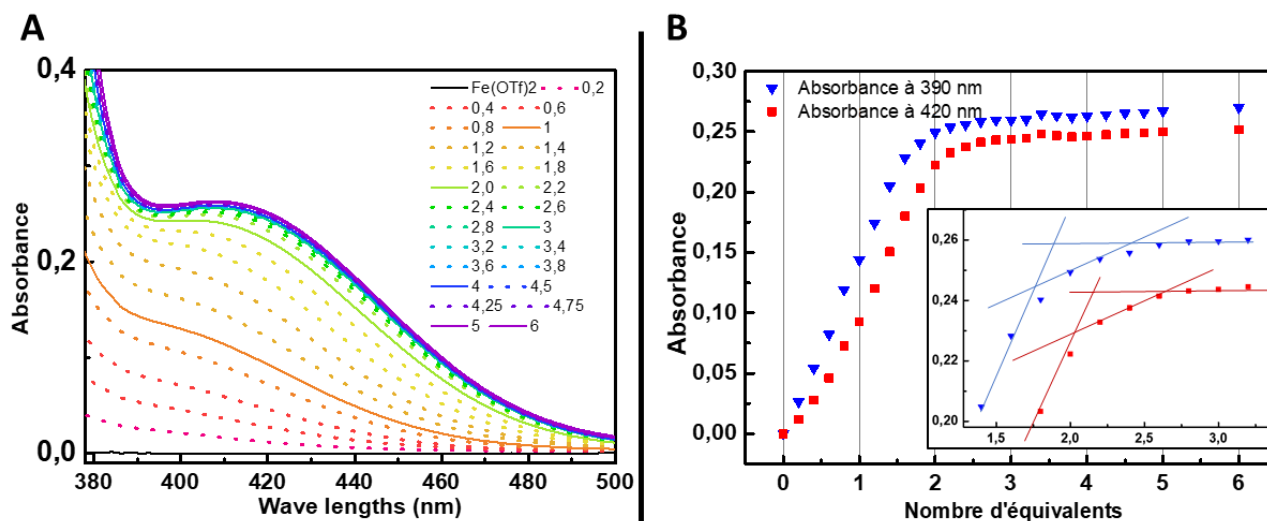 A
0,4
0,2
0,0
Absorbance
380 400 420 440 460 480 500
Wave lengths (nm)
Fe(OTf)2 0,2
0,4 0,6
0,8 1
1,2 1,4
1,6 1,8
2,0 2,2
2,4 2,6
2,8 3
3,2 3,4
3,6 3,8
4 4,5
4,25 4,75
5 6
B
0,30
0,25
0,20
0,15
0,10
0,05
0,00
Absorbance
Absorbance à 390 nm
Absorbance à 420 nm
0,26
0,24
0,22
0,20
1,5 2,0 2,5 3,0
0 1 2 3 4 5 6
Nombre d'équivalents